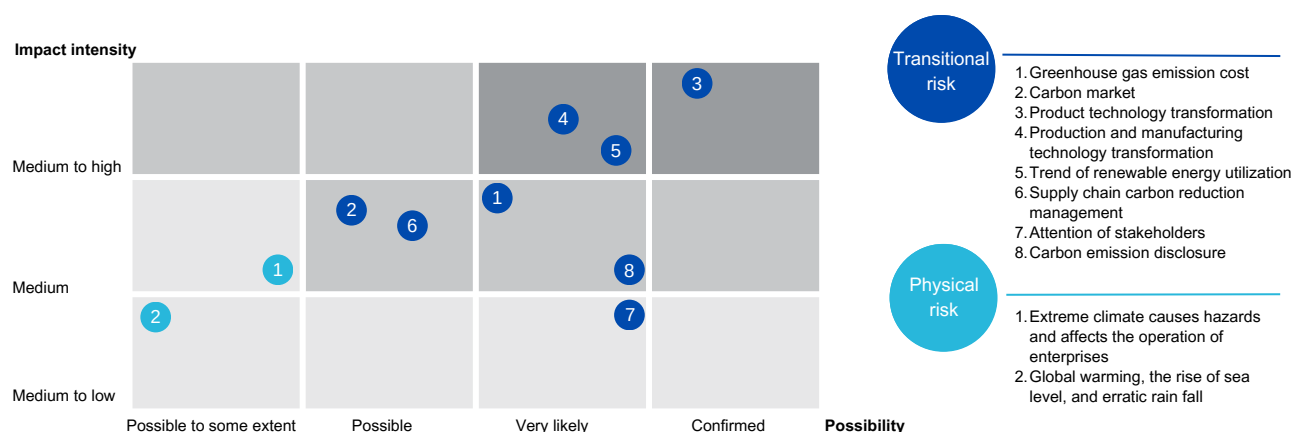 Impact intensity
3
4
5
Medium to high
2
6
1
1
8
Medium
2
7
Medium to low
Possible to some extent
Possible
Very likely
Confirmed
Possibility
Transitional
risk
1. Greenhouse gas emission cost
2. Carbon market
3. Product technology transformation
4. Production and manufacturing
technology transformation
5. Trend of renewable energy utilization
6. Supply chain carbon reduction
management
7. Attention of stakeholders
8. Carbon emission disclosure
Physical
risk
1. Extreme climate causes hazards
and affects the operation of
enterprises
2. Global warming, the rise of sea
level, and erratic rain fall